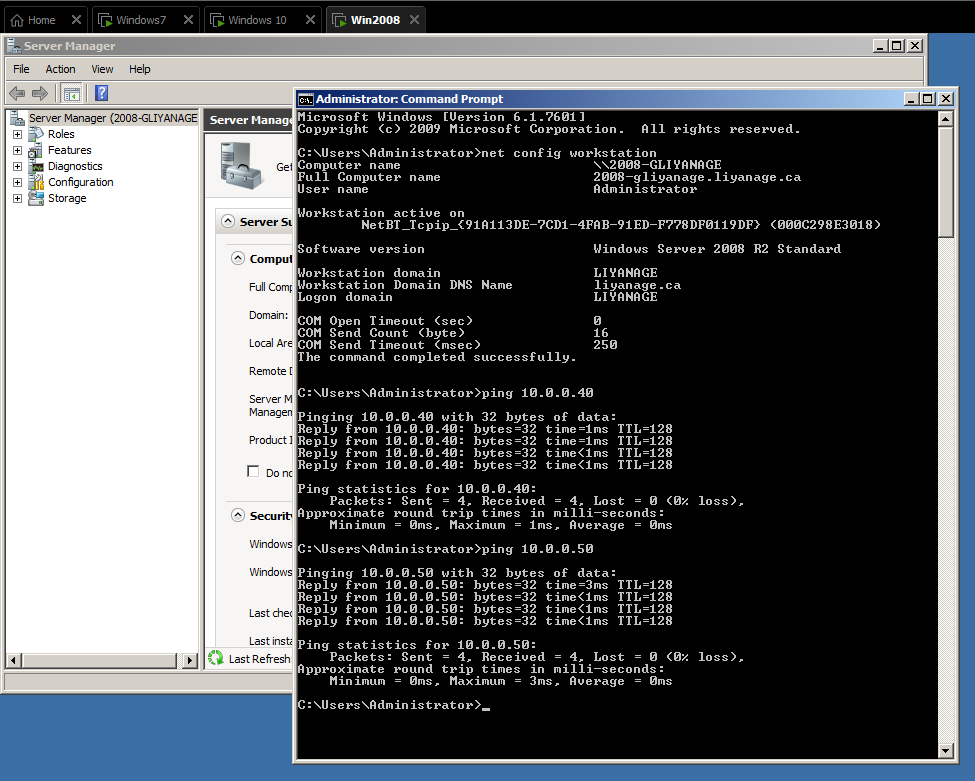 Home
Windows7
Windows 10
Win2008
Server Manager
File Action View Help
Server Manager (2008-GLIYANAGE
Roles
Features
Diagnostics
Configuration
Storage
Server Manage
Get
Server Su
Comput
Full Comp
Domain:
Local Are
Remote D
Server M
Managem
Product I
Do no
Security
Windows
Windows
Last chec
Last insta
Last Refresh:
Administrator: Command Prompt
Microsoft Windows [Version 6.1.7601]
Copyright (c) 2009 Microsoft Corporation.  All rights reserved.
C:\Users\Administrator>net config workstation
Computer name                        \\2008-GLIYANAGE
Full Computer name                   2008-gliyanage.liyanage.ca
User name                            Administrator
Workstation active on
NetBT_Tcpip_{91A113DE-7CD1-4FAB-91ED-F778DF0119DF} (000C298E3018)
Software version                     Windows Server 2008 R2 Standard
Workstation domain                   LIYANAGE
Workstation Domain DNS Name          liyanage.ca
Logon domain                         LIYANAGE
COM Open Timeout (sec)               0
COM Send Count (byte)                16
COM Send Timeout (msec)              250
The command completed successfully.
C:\Users\Administrator>ping 10.0.0.40
Pinging 10.0.0.40 with 32 bytes of data:
Reply from 10.0.0.40: bytes=32 time=1ms TTL=128
Reply from 10.0.0.40: bytes=32 time=1ms TTL=128
Reply from 10.0.0.40: bytes=32 time<1ms TTL=128
Reply from 10.0.0.40: bytes=32 time<1ms TTL=128
Ping statistics for 10.0.0.40:
Packets: Sent = 4, Received = 4, Lost = 0 (0% loss),
Approximate round trip times in milli-seconds:
Minimum = 0ms, Maximum = 1ms, Average = 0ms
C:\Users\Administrator>ping 10.0.0.50
Pinging 10.0.0.50 with 32 bytes of data:
Reply from 10.0.0.50: bytes=32 time=3ms TTL=128
Reply from 10.0.0.50: bytes=32 time<1ms TTL=128
Reply from 10.0.0.50: bytes=32 time<1ms TTL=128
Reply from 10.0.0.50: bytes=32 time<1ms TTL=128
Ping statistics for 10.0.0.50:
Packets: Sent = 4, Received = 4, Lost = 0 (0% loss),
Approximate round trip times in milli-seconds:
Minimum = 0ms, Maximum = 3ms, Average = 0ms
C:\Users\Administrator>_